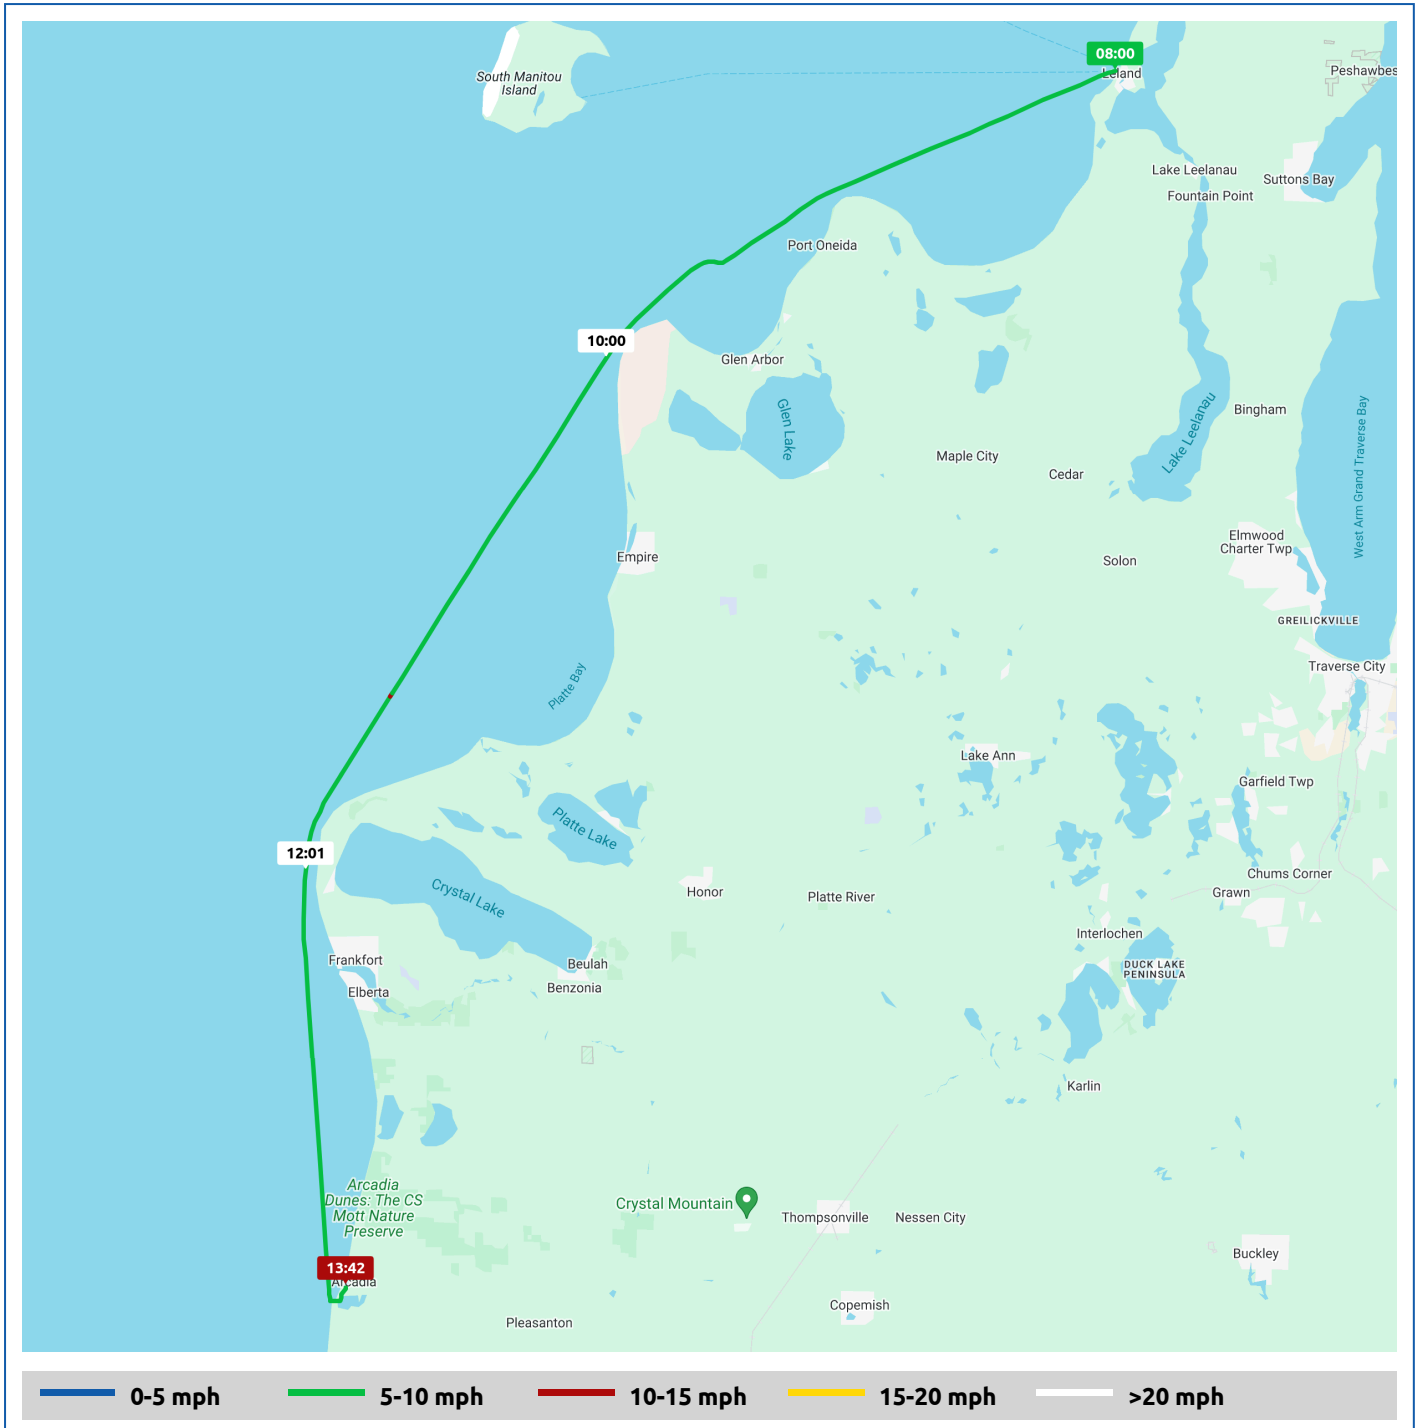 08:00
Leland
South Manitou
Island
Peshawbes
Lake Leelanau
Suttons Bay
Fountain Point
Port Oneida
10:00
Glen Arbor
Glen Lake
Lake Leelanau
Bingham
West Arm Grand Traverse Bay
Maple City
Cedar
Empire
Elmwood
Charter Twp
Solon
GREILICKVILLE
Traverse City
Platte Bay
Lake Ann
Garfield Twp
Platte Lake
12:01
Crystal Lake
Honor
Platte River
Chums Corner
Grawn
Interlochen
Frankfort
Beulah
DUCK LAKE
PENINSULA
Elberta
Benzonia
Karlin
Arcadia
Dunes: The CS
Mott Nature
Preserve
Crystal Mountain
Thompsonville
Nessen City
Buckley
13:42
Arcadia
Copemish
Pleasanton
0-5 mph
5-10 mph
10-15 mph
15-20 mph
>20 mph